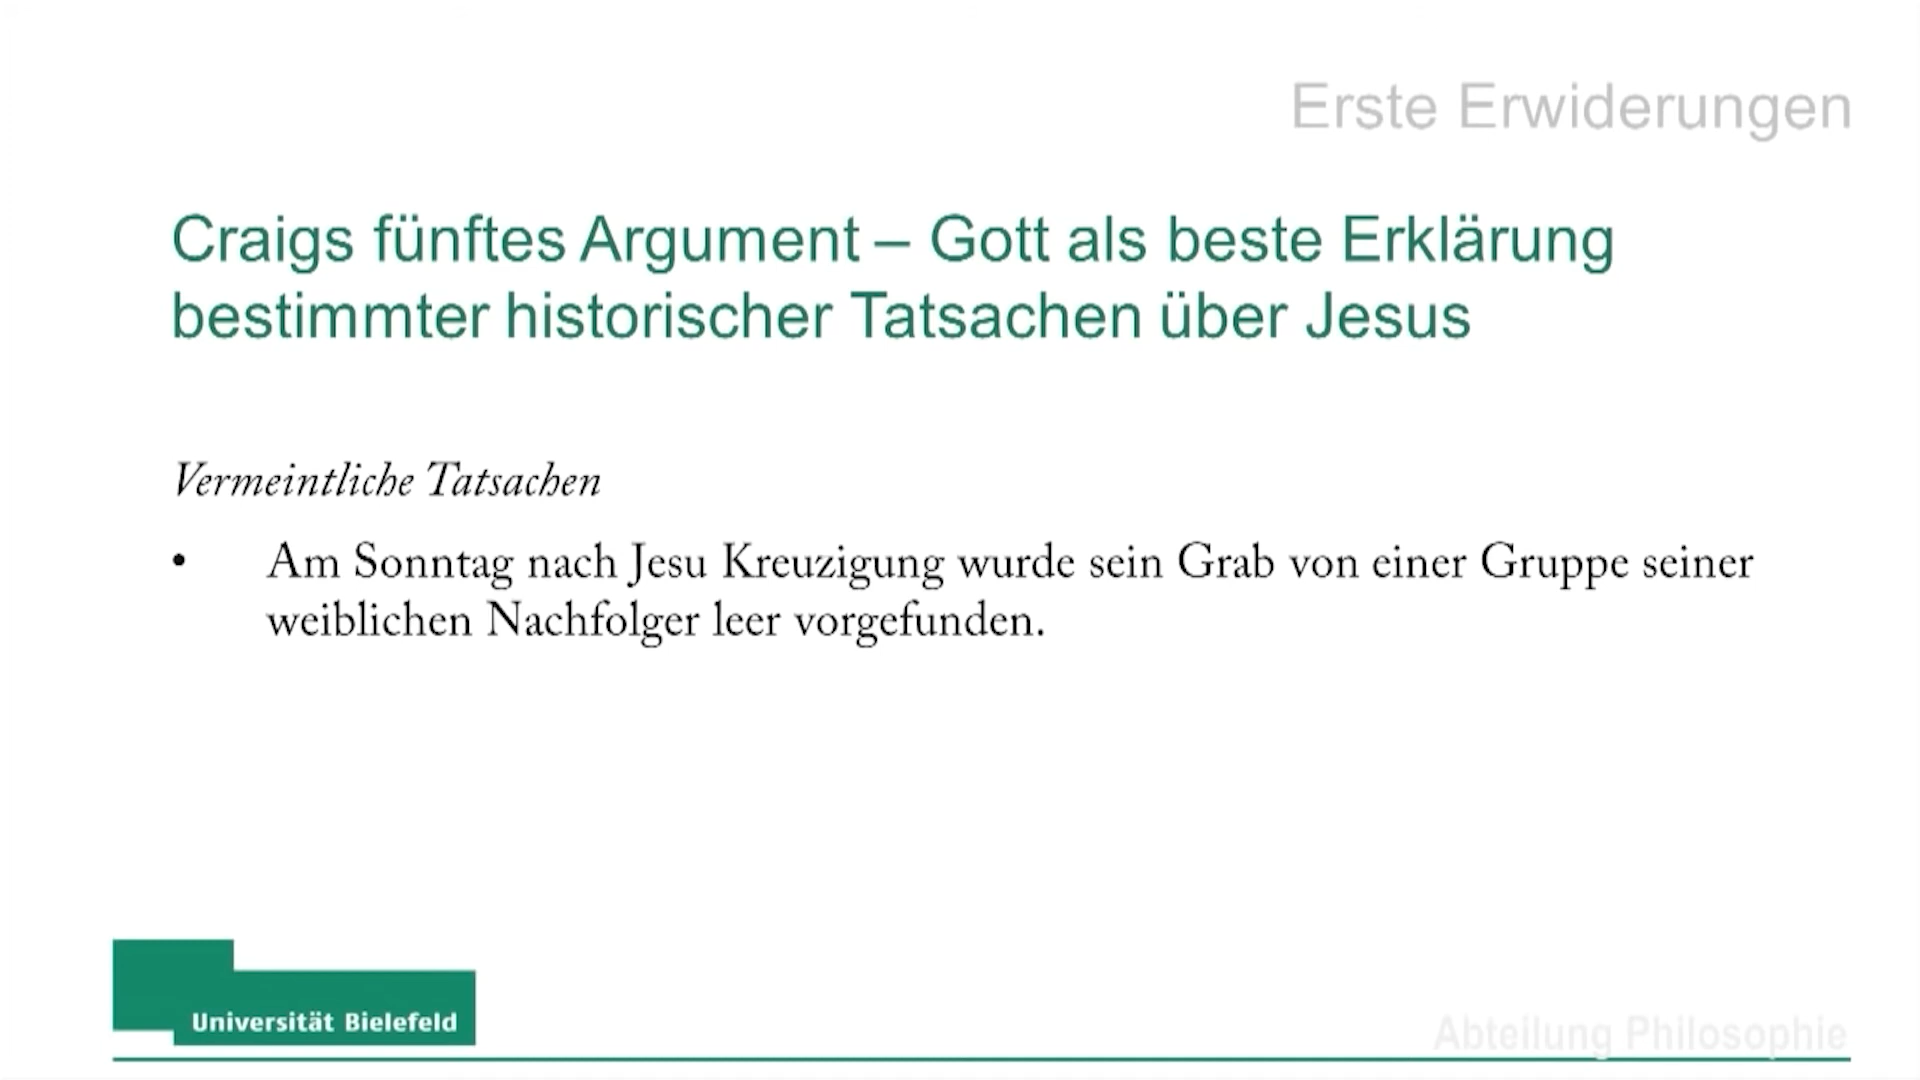 Erste Erwiderungen
Craigs fünftes Argument – Gott als beste Erklärung
bestimmter historischer Tatsachen über Jesus
Vermeintliche Tatsachen
• Am Sonntag nach Jesu Kreuzigung wurde sein Grab von einer Gruppe seiner
weiblichen Nachfolger leer vorgefunden.
Universität Bielefeld
Abteilung Philosophie